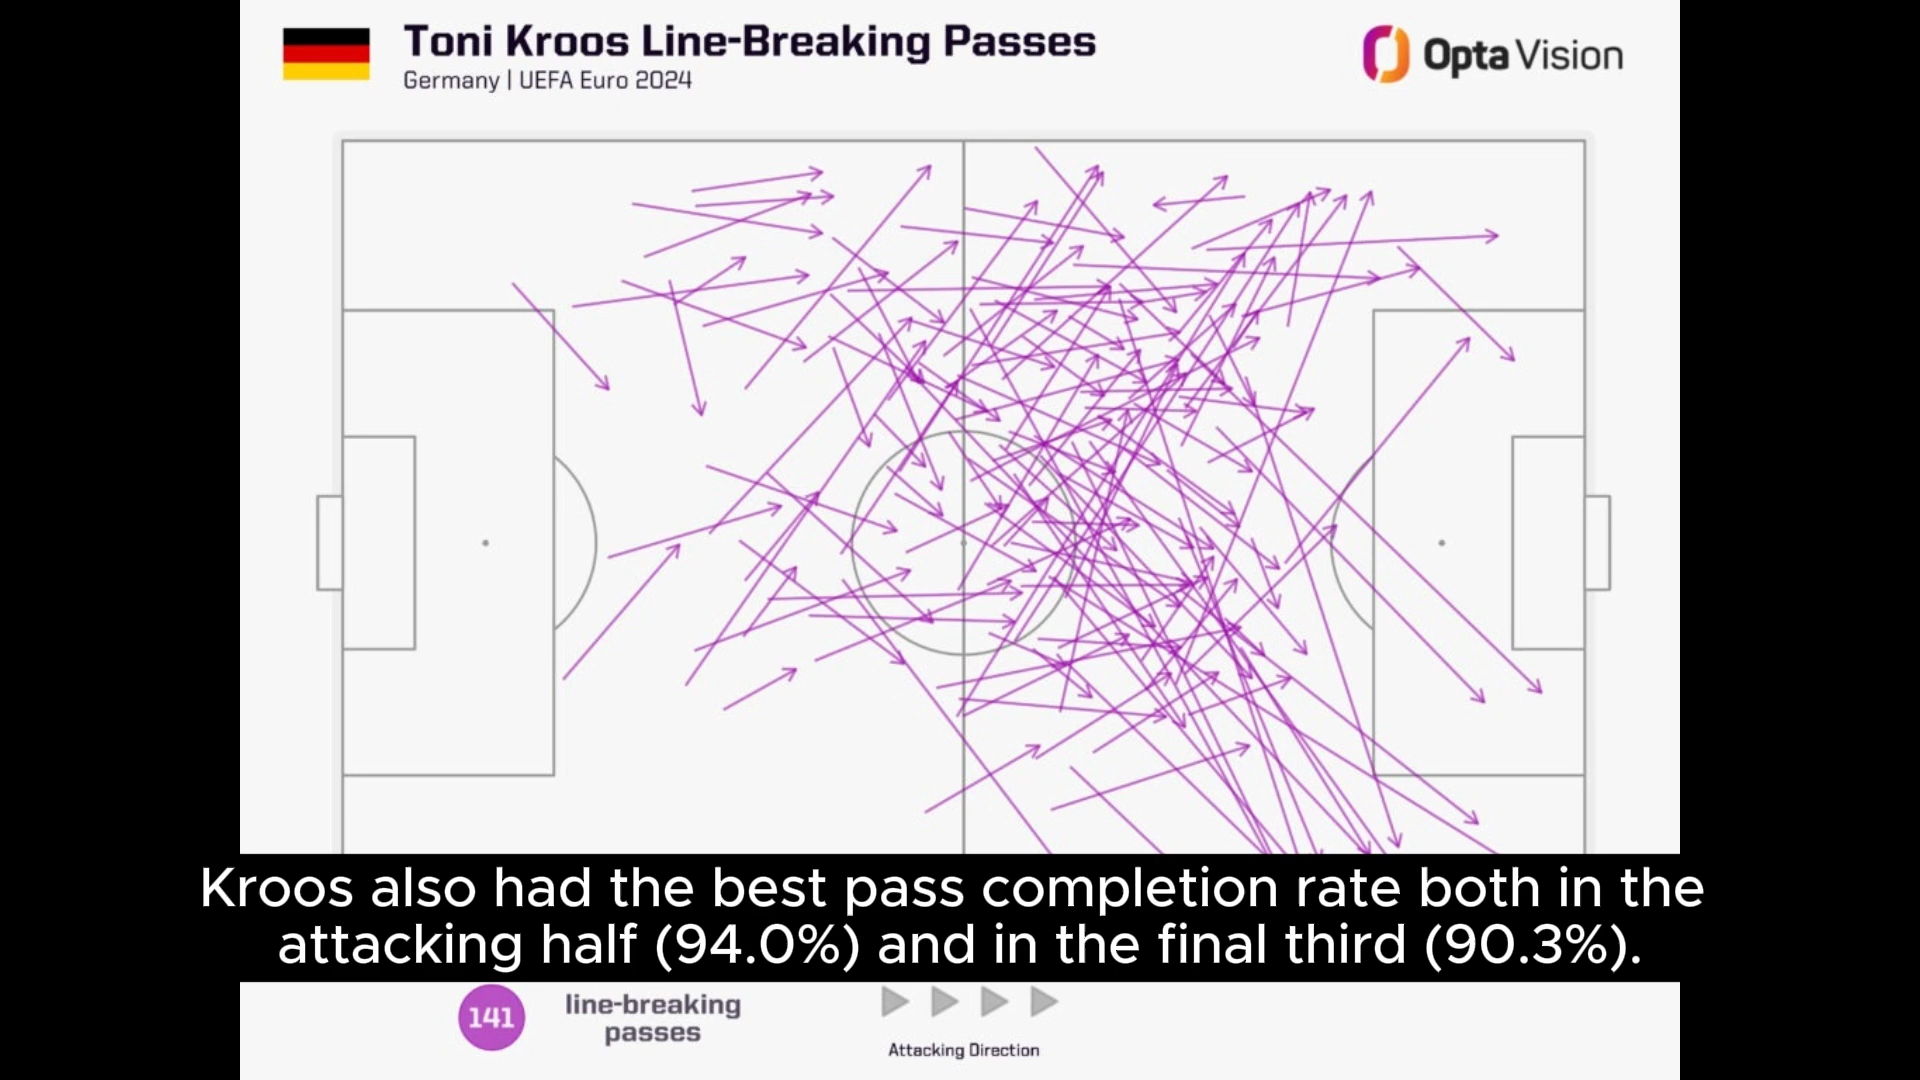 Toni Kroos Line-Breaking Passes
Germany | UEFA Euro 2024
Opta Vision
Kroos also had the best pass completion rate both in the
attacking half (94.0%) and in the final third (90.3%).
141
line-breaking
passes
Attacking Direction